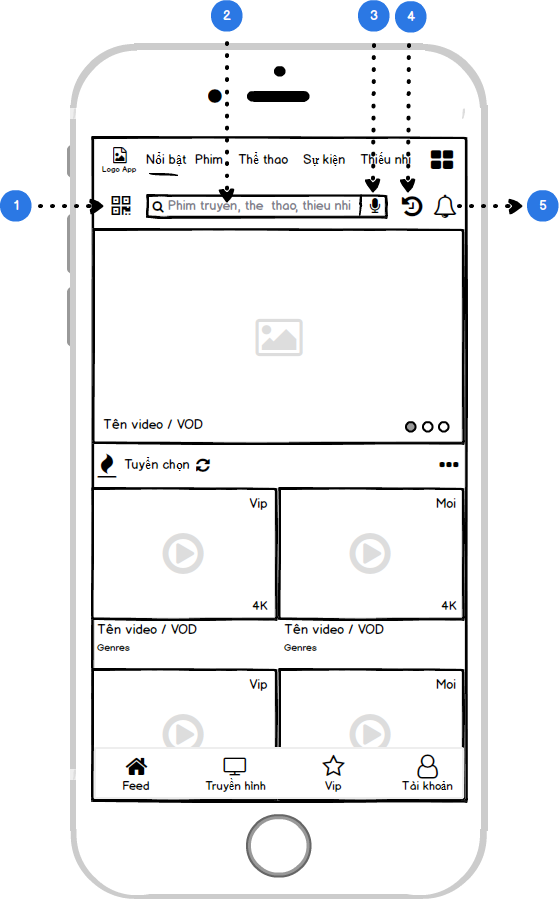 2
3
4
Logo App
Nổi bật Phim Thể thao Sự kiện Thiếu nhi
1
Phim truyen, the thao, thieu nhi
5
Tên video / VOD
Tuyển chọn
Vip
Moi
4K
4K
Tên video / VOD
Tên video / VOD
Genres
Genres
Vip
Moi
Feed
Truyền hình
Vip
Tài khoản